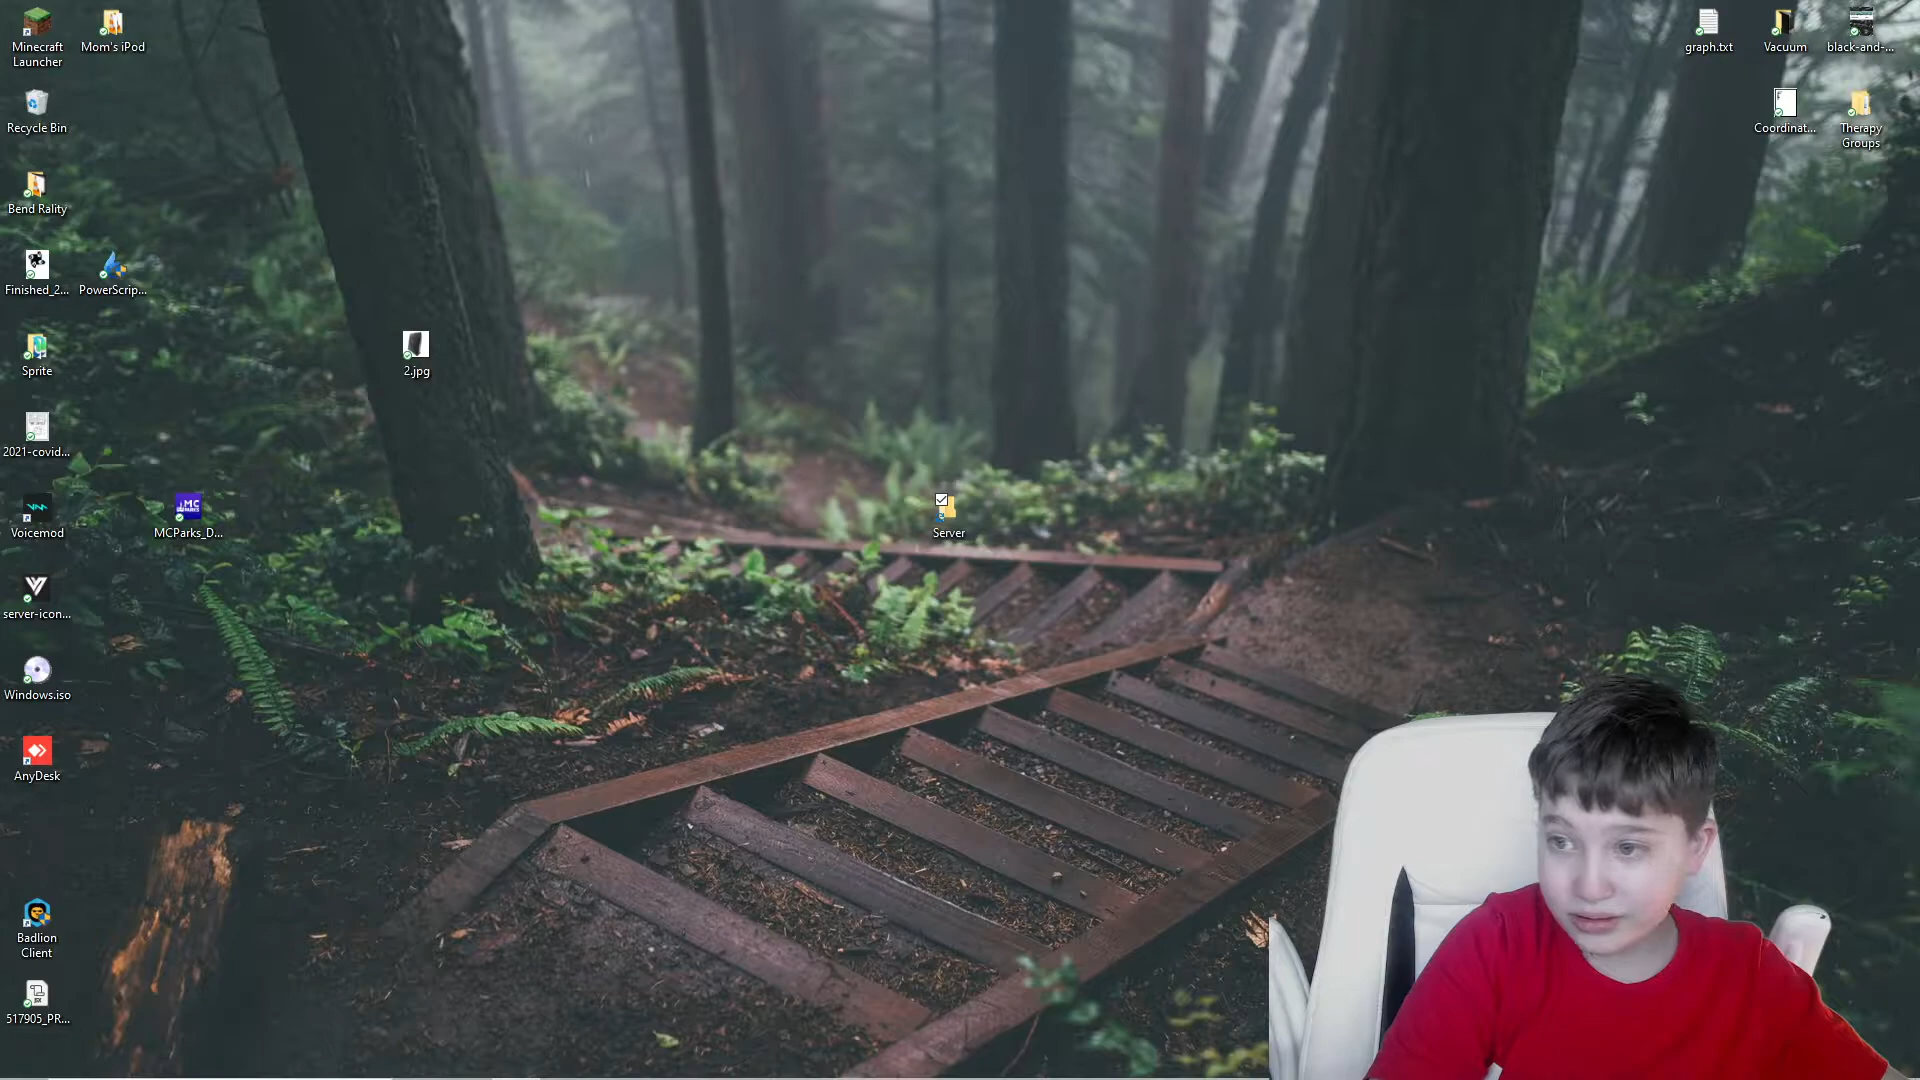 Minecraft
Launcher
Mom's iPod
graph.txt
Vacuum
black-and-...
Recycle Bin
Coordinat...
Therapy
Groups
Bend Rality
Finished_2...
PowerScrip...
Sprite
2.jpg
2021-covid...
Voicemod
MC
MCParks_D...
Server
server-icon...
Windows.iso
AnyDesk
Badlion
Client
517905_PR...